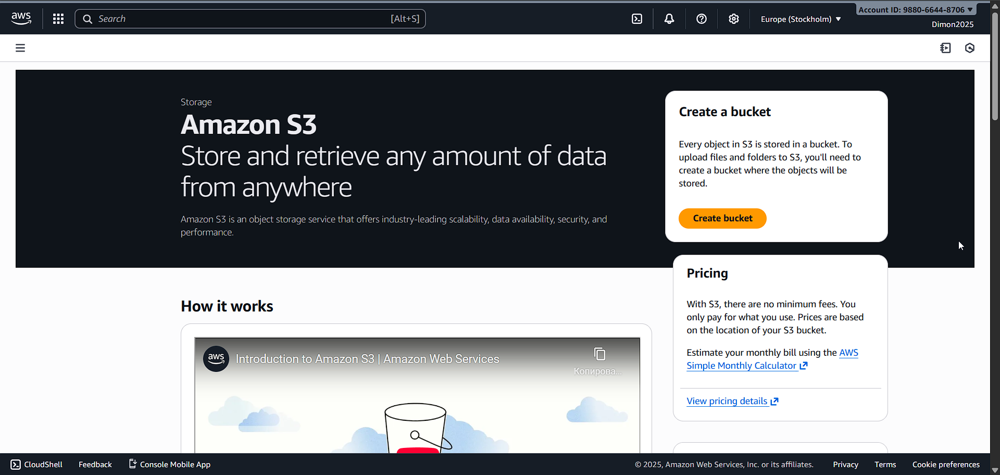 aws
Search
[Alt+S]
Europe (Stockholm)
Account ID: 9880-6644-8706
Dimon2025
Storage
Amazon S3
Store and retrieve any amount of data
from anywhere
Amazon S3 is an object storage service that offers industry-leading scalability, data availability, security, and
performance.
Create a bucket
Every object in S3 is stored in a bucket. To
upload files and folders to S3, you'll need to
create a bucket where the objects will be
stored.
Create bucket
Pricing
With S3, there are no minimum fees. You
only pay for what you use. Prices are based
on the location of your S3 bucket.
Estimate your monthly bill using the AWS
Simple Monthly Calculator
View pricing details
How it works
aws
Introduction to Amazon S3 | Amazon Web Services
Копирова...
CloudShell
Feedback
Console Mobile App
© 2025, Amazon Web Services, Inc. or its affiliates.
Privacy
Terms
Cookie preferences